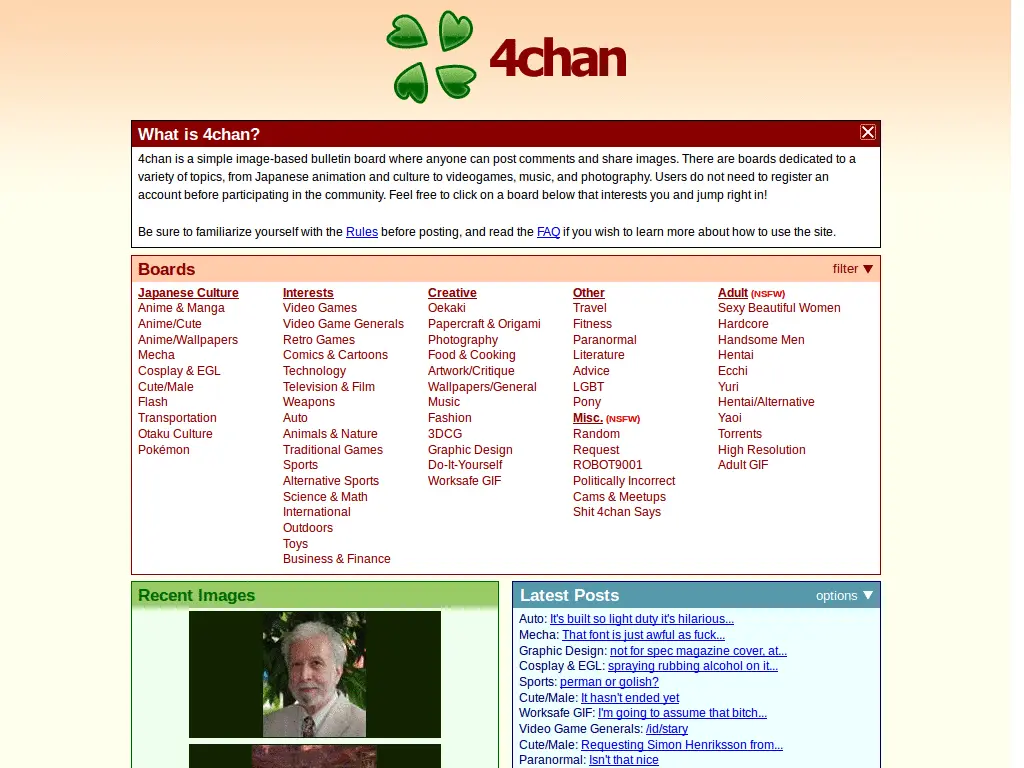 4chan
What is 4chan?
4chan is a simple image-based bulletin board where anyone can post comments and share images. There are boards dedicated to a
variety of topics, from Japanese animation and culture to videogames, music, and photography. Users do not need to register an
account before participating in the community. Feel free to click on a board below that interests you and jump right in!
Be sure to familiarize yourself with the Rules before posting, and read the FAQ if you wish to learn more about how to use the site.
Boards
filter ▼
Japanese Culture
Anime & Manga
Anime/Cute
Anime/Wallpapers
Mecha
Cosplay & EGL
Cute/Male
Flash
Transportation
Otaku Culture
Pokémon
Interests
Video Games
Video Game Generals
Retro Games
Comics & Cartoons
Technology
Television & Film
Weapons
Auto
Animals & Nature
Traditional Games
Sports
Alternative Sports
Science & Math
International
Outdoors
Toys
Business & Finance
Creative
Oekaki
Papercraft & Origami
Photography
Food & Cooking
Artwork/Critique
Wallpapers/General
Music
Fashion
3DCG
Graphic Design
Do-It-Yourself
Worksafe GIF
Other
Travel
Fitness
Paranormal
Literature
Advice
LGBT
Pony
Misc. (NSFW)
Random
Request
ROBOT9001
Politically Incorrect
Cams & Meetups
Shit 4chan Says
Adult (NSFW)
Sexy Beautiful Women
Hardcore
Handsome Men
Hentai
Ecchi
Yuri
Hentai/Alternative
Yaoi
Torrents
High Resolution
Adult GIF
Recent Images
Latest Posts
options ▼
Auto: It's built so light duty it's hilarious...
Mecha: That font is just awful as fuck...
Graphic Design: not for spec magazine cover, at...
Cosplay & EGL: spraying rubbing alcohol on it...
Sports: perman or golish?
Cute/Male: It hasn't ended yet
Worksafe GIF: I'm going to assume that bitch...
Video Game Generals: /id/stary
Cute/Male: Requesting Simon Henriksson from...
Paranormal: Isn't that nice